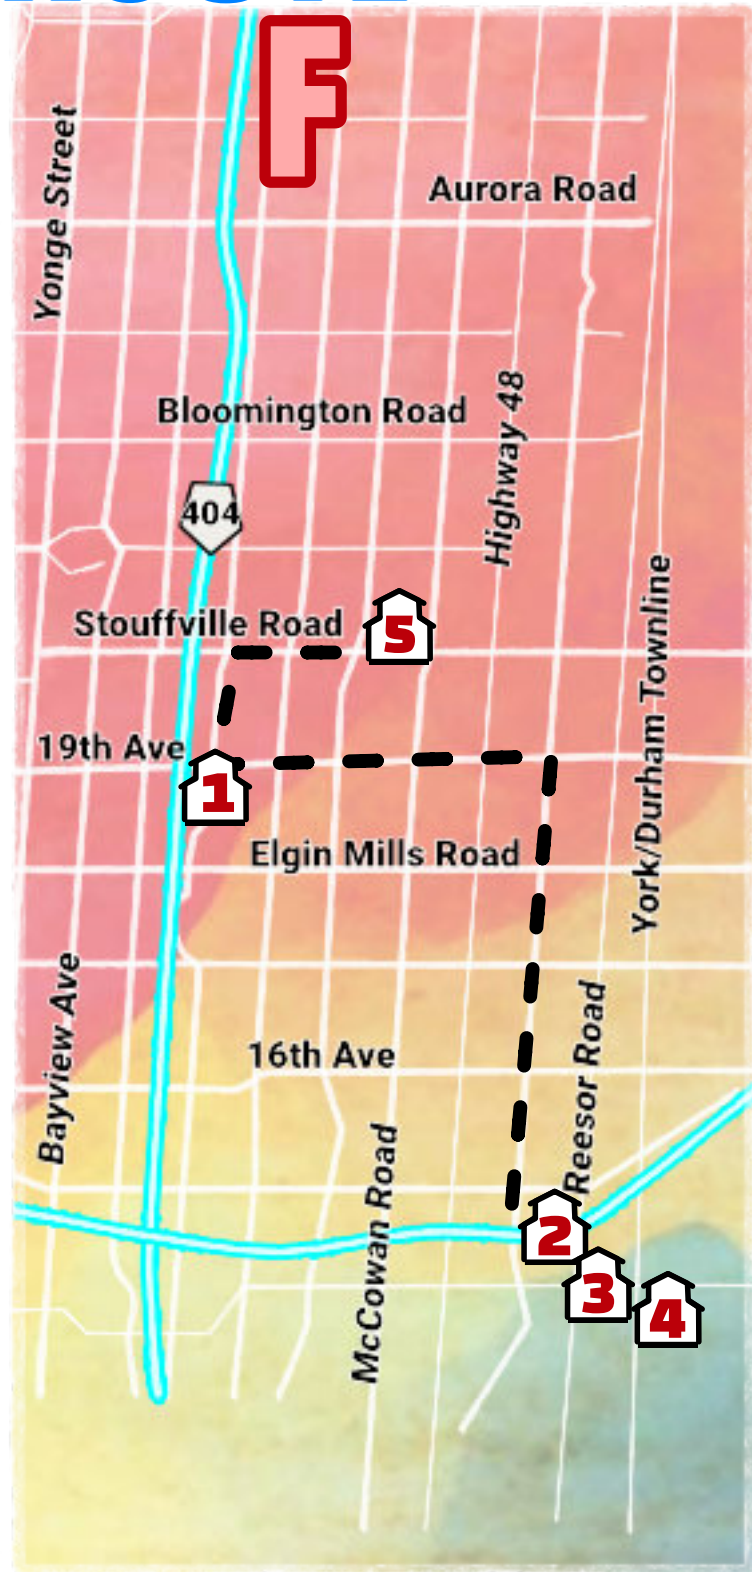 F
Aurora Road
Yonge Street
Bloomington Road
Highway 48
404
Stouffville Road
5
York/Durham Townline
19th Ave
1
Elgin Mills Road
Bayview Ave
Reesor Road
16th Ave
McCowan Road
2
3
4